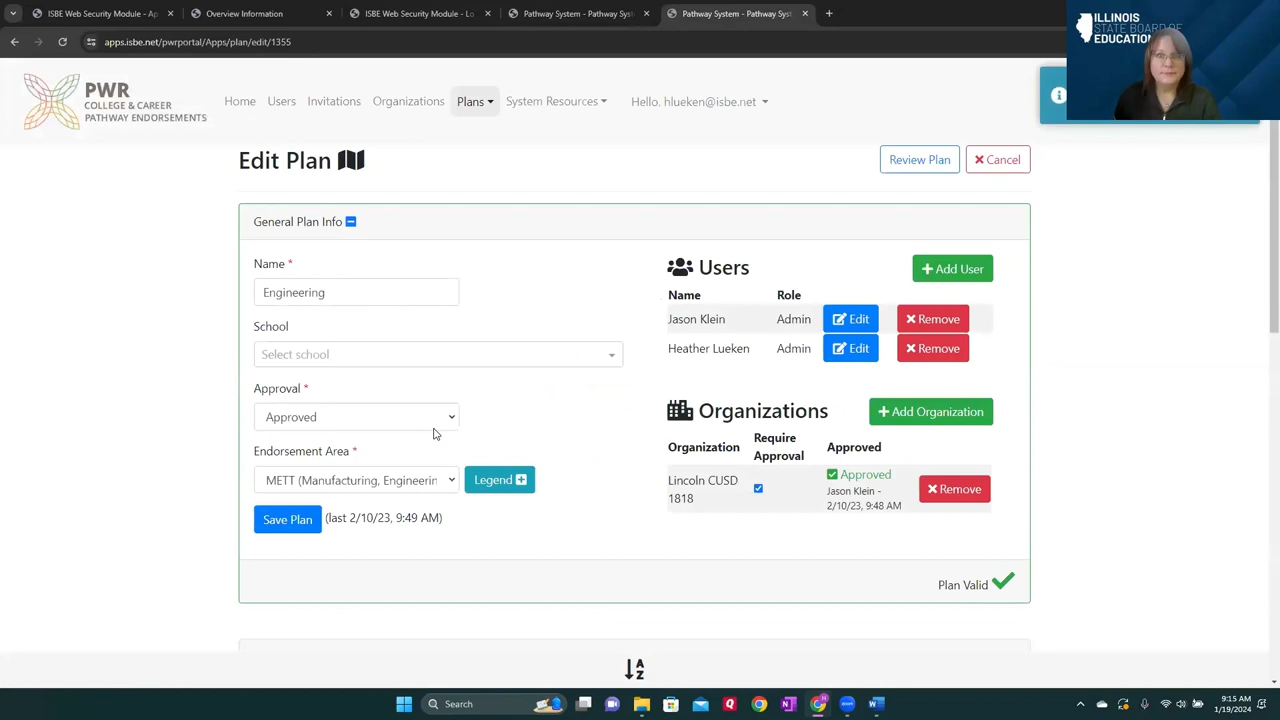 ISBE Web Security Module - Ap
Overview Information
ISBE Web Security Module - Lo
Pathway System - Pathway Syst
Pathway System - Pathway Syst
apps.isbe.net/pwrportal/Apps/plan/edit/1355
ILLINOIS
STATE BOARD OF
EDUCATION
PWR
COLLEGE & CAREER
PATHWAY ENDORSEMENTS
Home Users Invitations Organizations Plans System Resources Hello, hlueken@isbe.net
Edit Plan
Review Plan
Cancel
General Plan Info
Name *
Engineering
School
Select school
Approval *
Approved
Endorsement Area *
METT (Manufacturing, Engineerin
Legend
Save Plan (last 2/10/23, 9:49 AM)
Users
Add User
Name Role
Jason Klein Admin Edit Remove
Heather Lueken Admin Edit Remove
Organizations
Add Organization
Organization Require Approval Approved
Lincoln CUSD 1818 Approved
Jason Klein -
2/10/23, 9:48 AM
Remove
Plan Valid
A
Z
Search
9:15 AM
1/19/2024